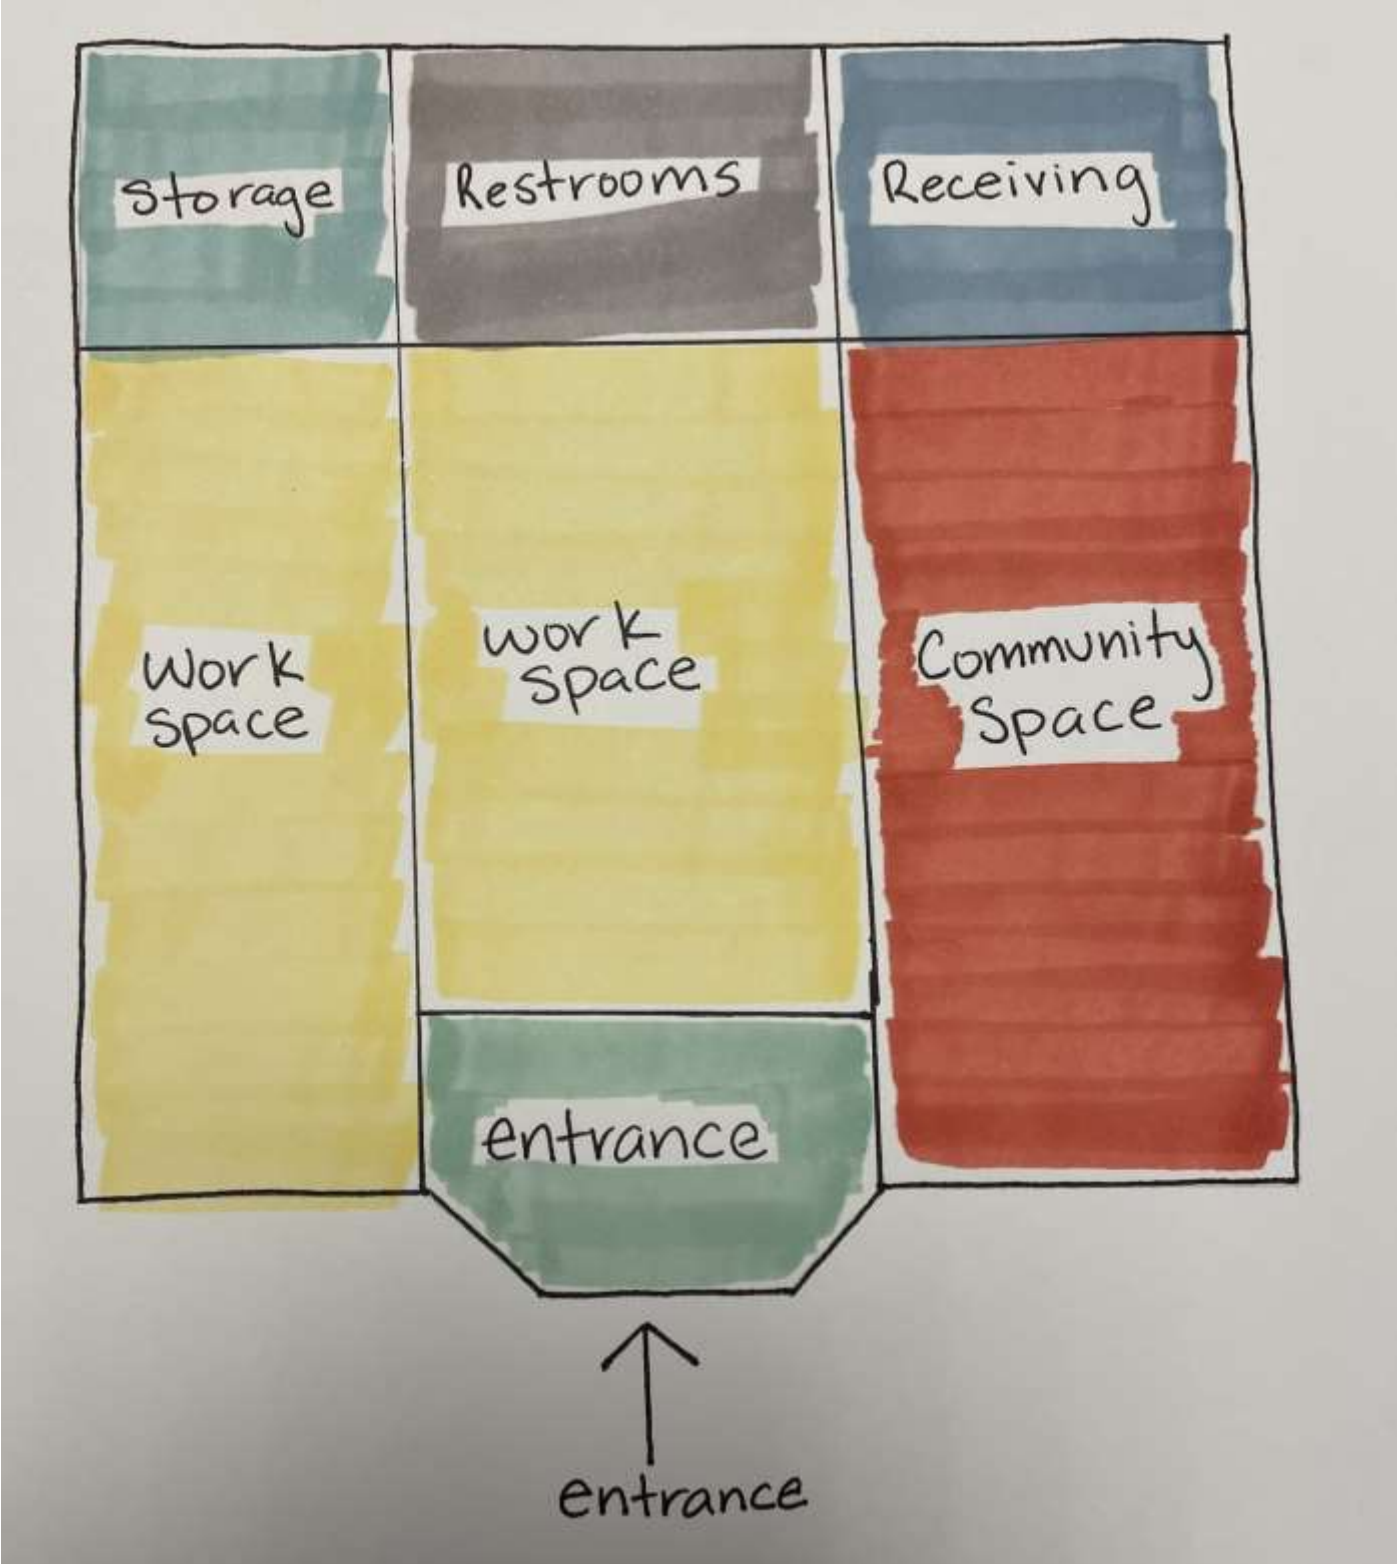 Storage
Restrooms
Receiving
Work
space
work
space
Community
Space
entrance
entrance